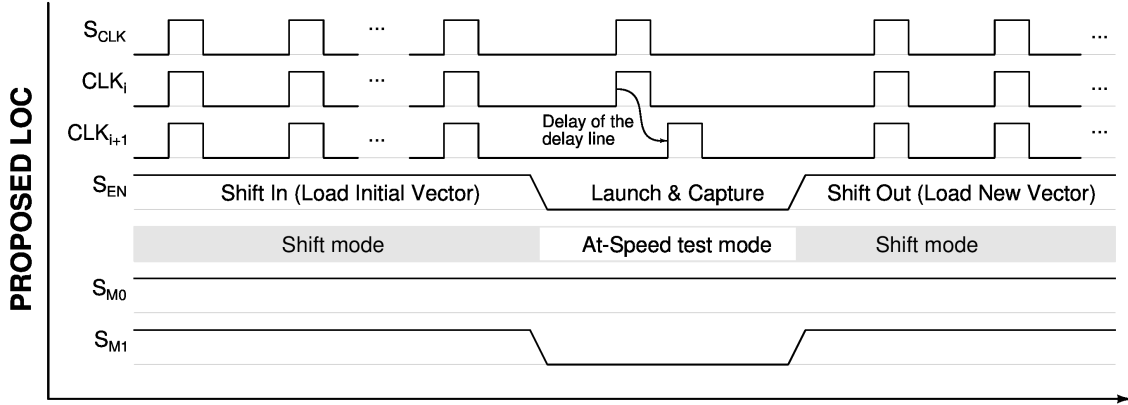 PROPOSED LOC
S_CLK ... ...
CLK_i ... ...
CLK_i+1 ... ...
Delay of the
delay line
S_EN Shift In (Load Initial Vector) Launch & Capture Shift Out (Load New Vector)
Shift mode At-Speed test mode Shift mode
S_M0
S_M1